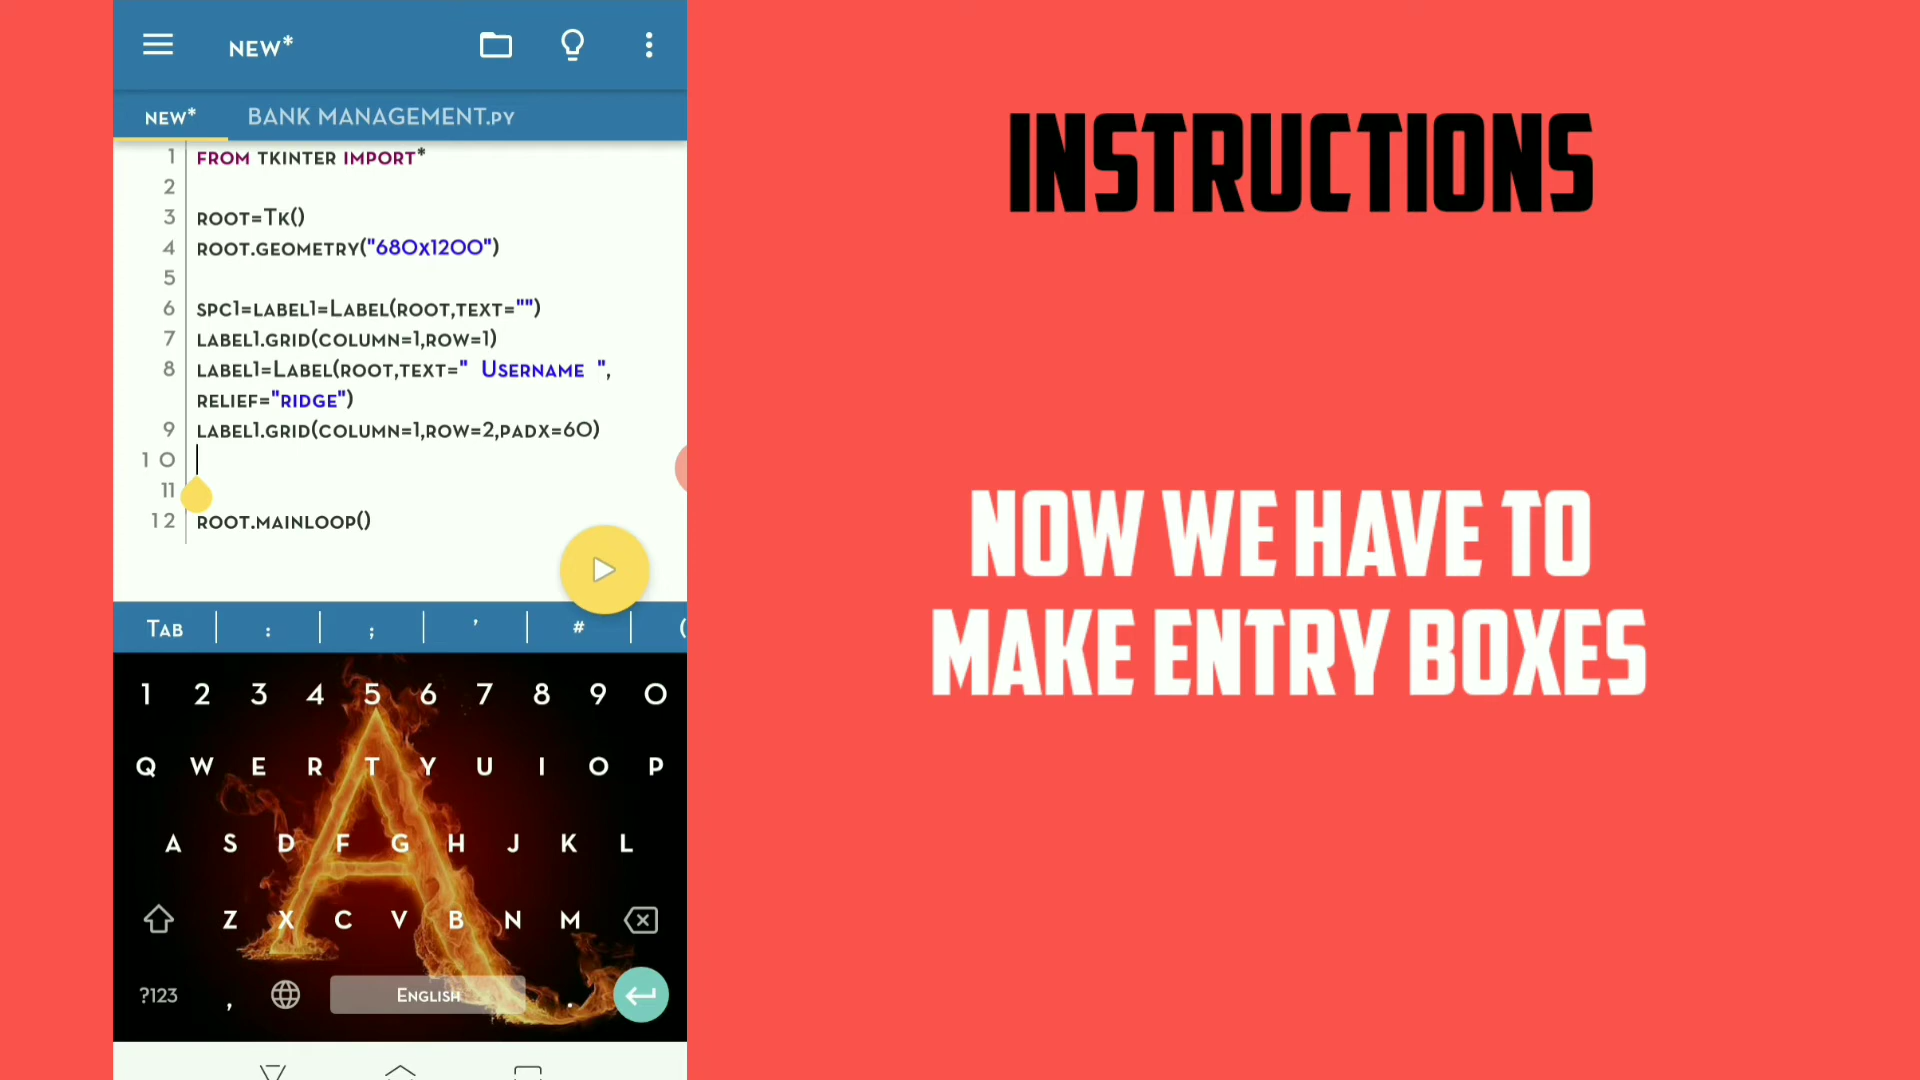 NEW*
NEW* BANK MANAGEMENT.PY
1 FROM TKINTER IMPORT*
2
3 ROOT=TK()
4 ROOT.GEOMETRY("680X1200")
5
6 SPC1=LABEL1=LABEL(ROOT,TEXT="")
7 LABEL1.GRID(COLUMN=1,ROW=1)
8 LABEL1=LABEL(ROOT,TEXT="  USERNAME  ",
RELIEF="RIDGE")
9 LABEL1.GRID(COLUMN=1,ROW=2,PADX=60)
10
11
12 ROOT.MAINLOOP()
TAB : ; ' # (
1 2 3 4 5 6 7 8 9 0
Q W E R T Y U I O P
A S D F G H J K L
Z X C V B N M
?123 , ENGLISH .
INSTRUCTIONS
NOW WE HAVE TO
MAKE ENTRY BOXES